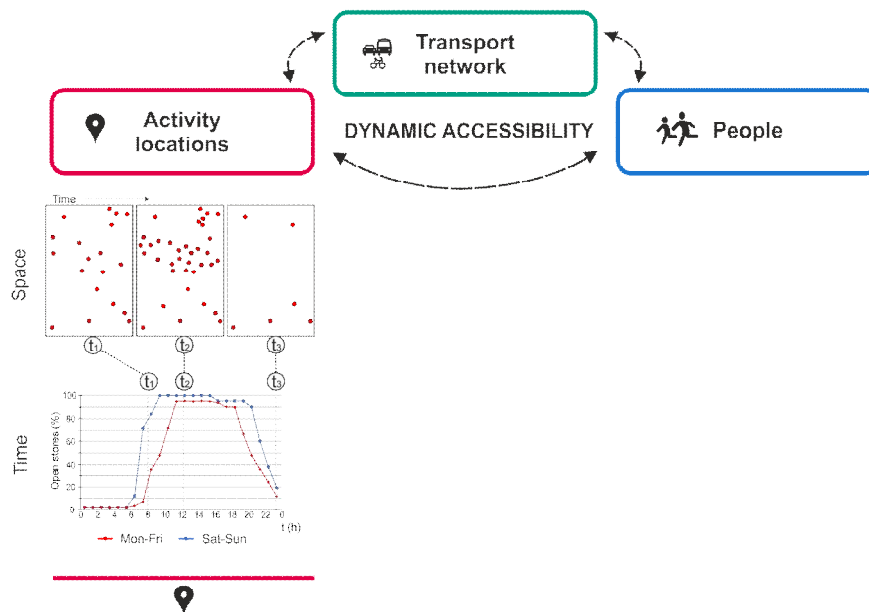 Transport
network
Activity
locations
DYNAMIC ACCESSIBILITY
People
Time
Space
t1 t2 t3
t1 t2 t3
Time
Open stores (%)
100
80
60
40
20
0
0 2 4 6 8 10 12 14 16 18 20 22 0
t (h)
Mon-Fri Sat-Sun